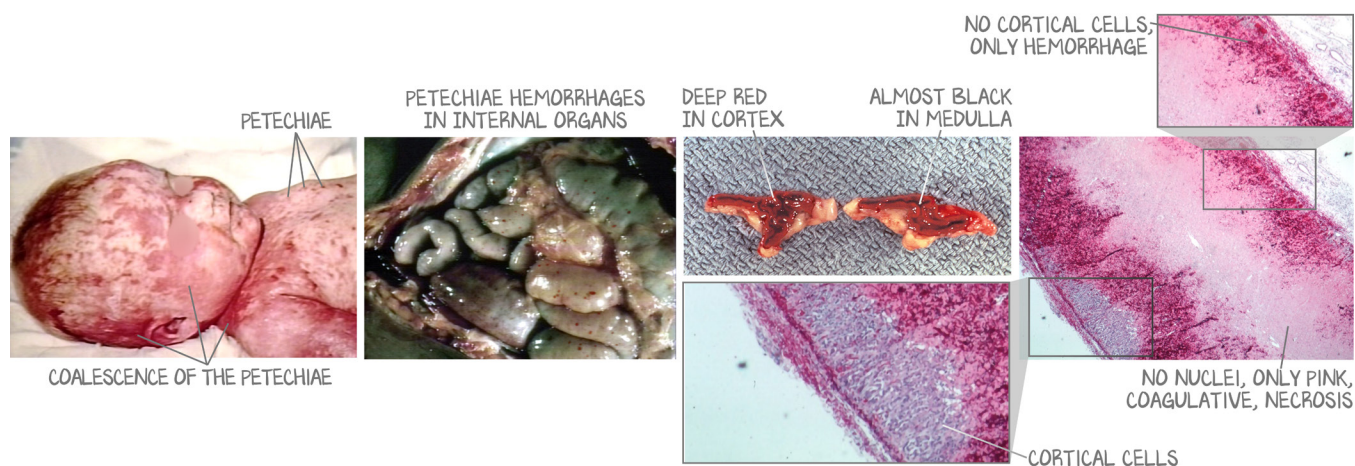 NO CORTICAL CELLS,
ONLY HEMORRHAGE
PETECHIAE HEMORRHAGES
IN INTERNAL ORGANS
DEEP RED
IN CORTEX
ALMOST BLACK
IN MEDULLA
PETECHIAE
COALESCENCE OF THE PETECHIAE
NO NUCLEI, ONLY PINK,
COAGULATIVE, NECROSIS
CORTICAL CELLS